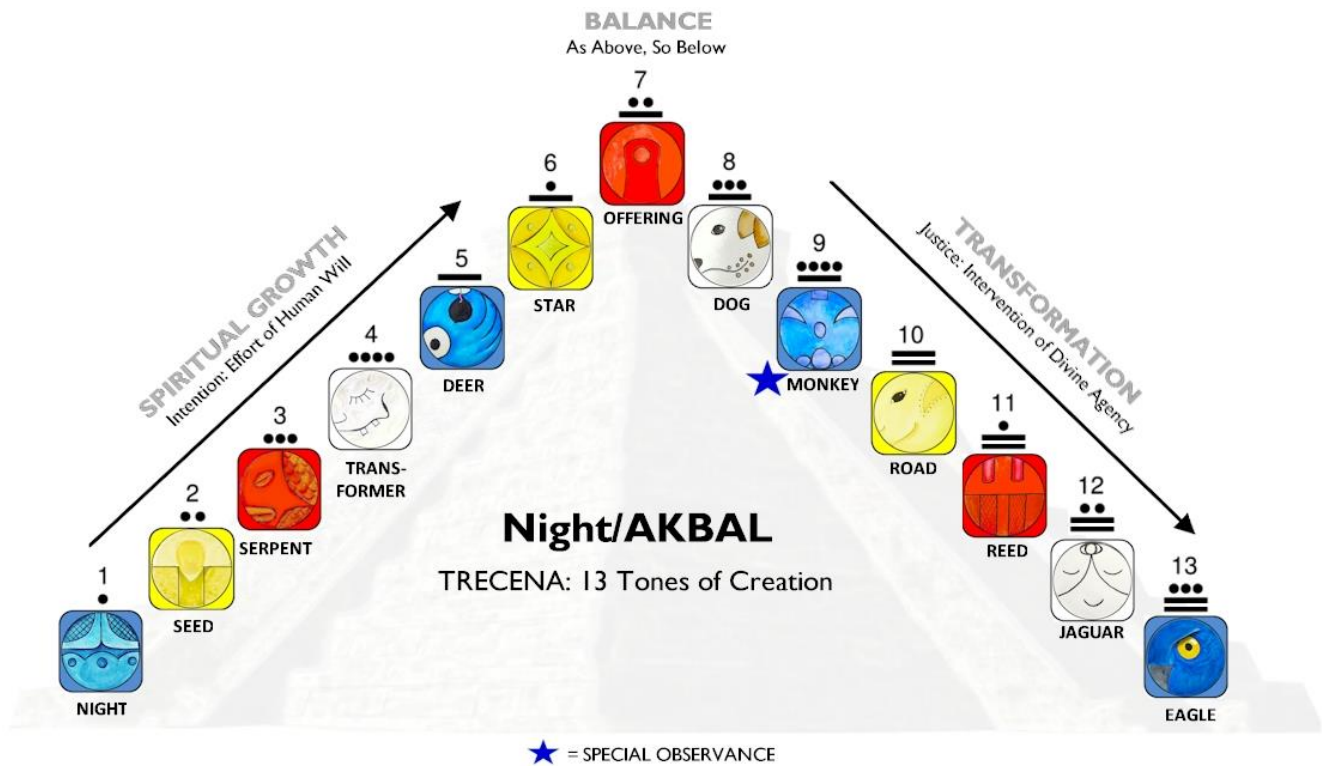 BALANCE
As Above, So Below
7
OFFERING
6
STAR
8
DOG
5
DEER
9
MONKEY
SPIRITUAL GROWTH
Intention: Effort of Human Will
TRANSFORMATION
Justice: Intervention of Divine Agency
4
TRANS-
FORMER
10
ROAD
3
SERPENT
11
REED
2
SEED
12
JAGUAR
1
NIGHT
13
EAGLE
Night/AKBAL
TRECENA: 13 Tones of Creation
= SPECIAL OBSERVANCE